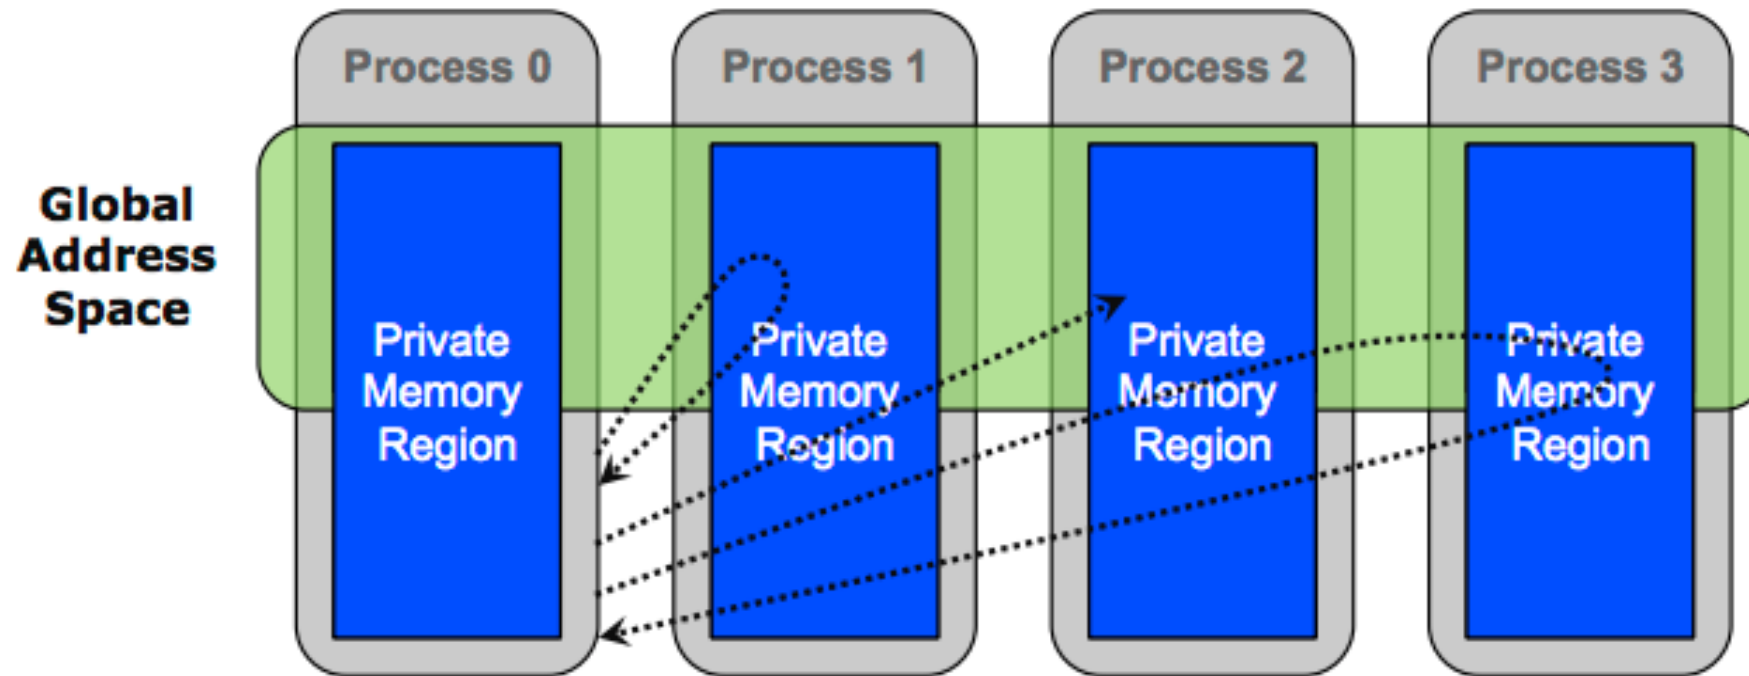 Process 0
Process 1
Process 2
Process 3
Global
Address
Space
Private
Memory
Region
Private
Memory
Region
Private
Memory
Region
Private
Memory
Region